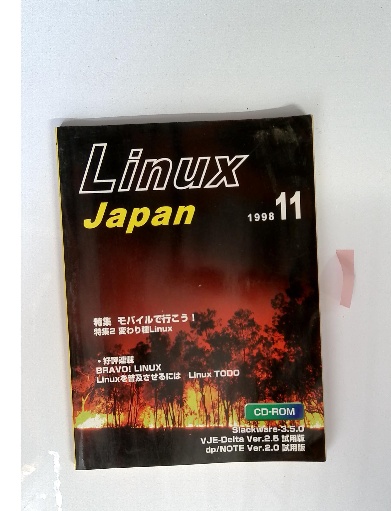 Linux
Japan
1998 11
特集 モバイルで行こう！
特集2 変わり種Linux
・好評連載
BRAVO! LINUX
Linuxを普及させるには Linux TODO
CD-ROM
Slackware-3.5.0
VJE-Delta Ver.2.5 試用版
dp/NOTE Ver.2.0 試用版